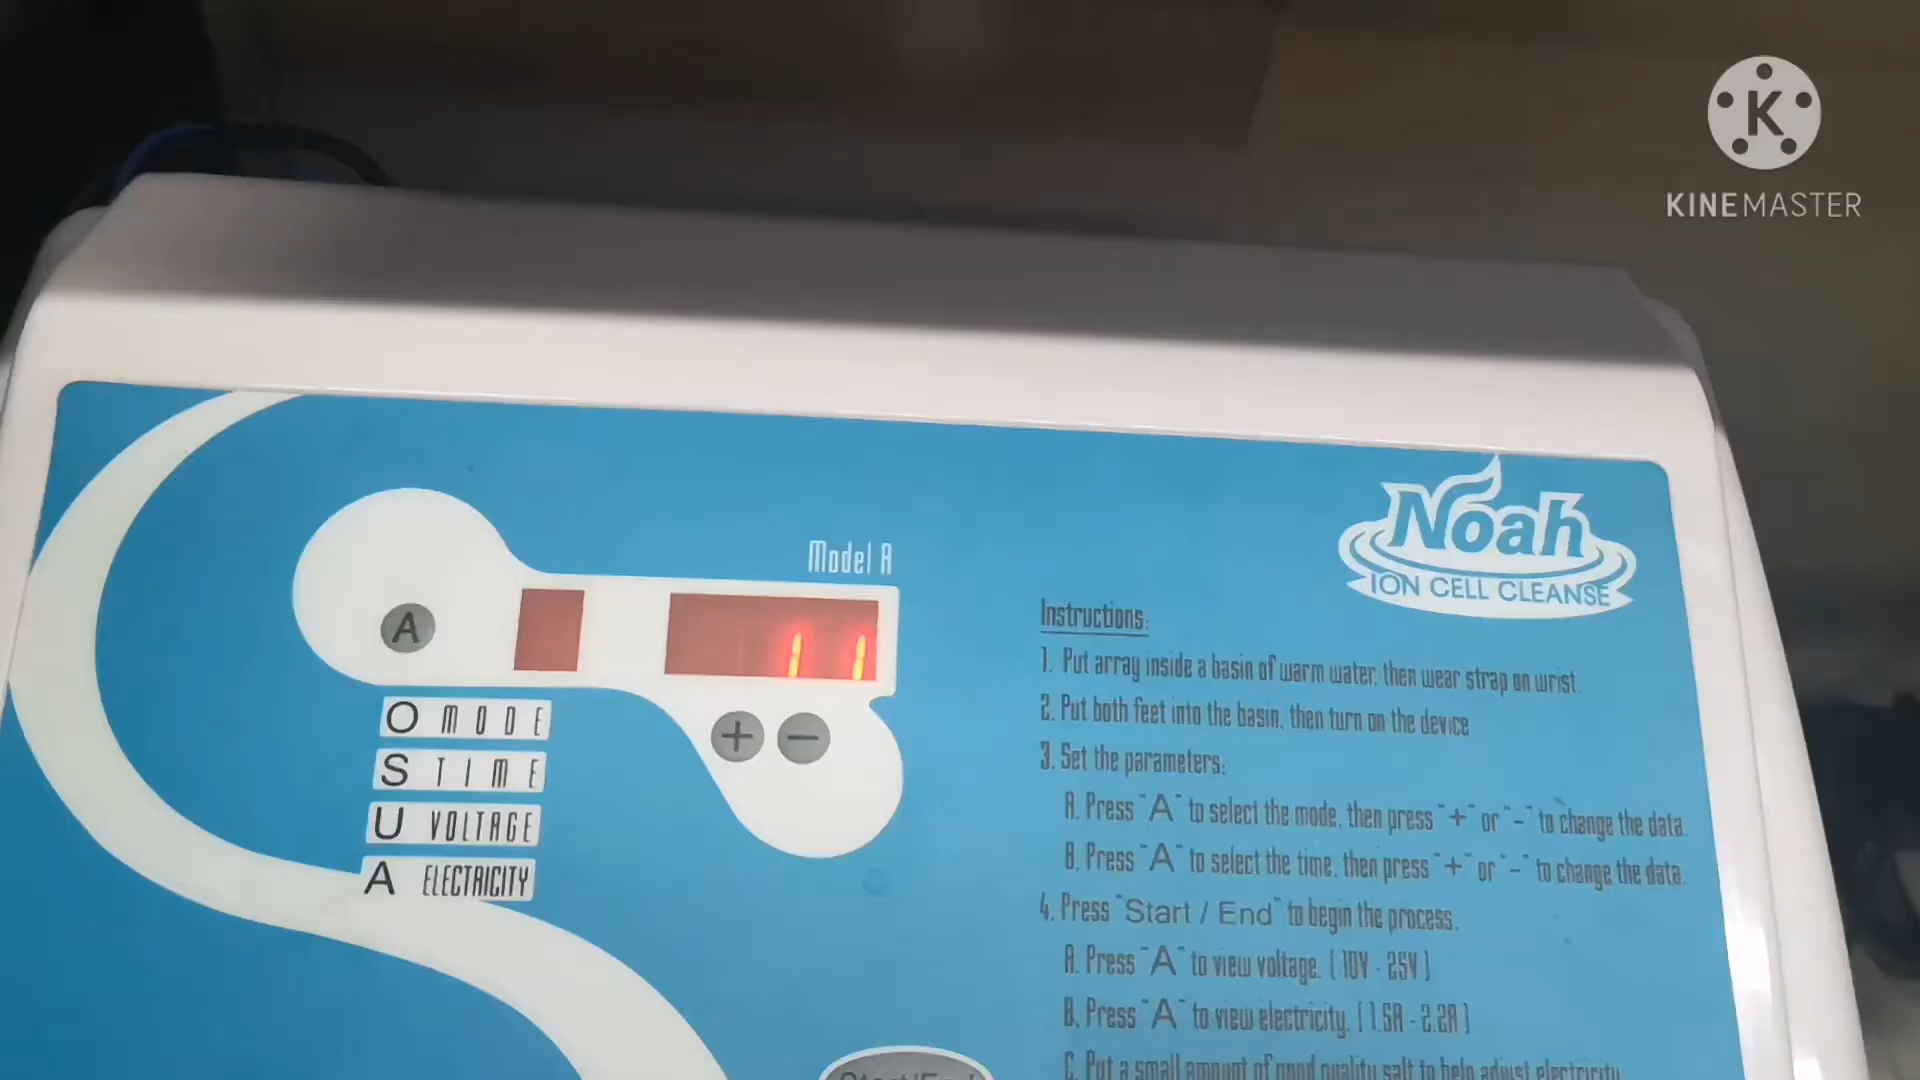 K
KINEMASTER
Noah
ION CELL CLEANSE
Model A
A
11
+ −
O MODE
S TIME
U VOLTAGE
A ELECTRICITY
Instructions:
1. Put array inside a basin of warm water, then wear strap on wrist.
2. Put both feet into the basin, then turn on the device
3. Set the parameters:
A. Press "A" to select the mode, then press "+" or "-" to change the data.
B. Press "A" to select the time, then press "+" or "-" to change the data.
4. Press "Start / End" to begin the process.
A. Press "A" to view voltage. [ 10V - 25V ]
B. Press "A" to view electricity. [ 1.5A - 2.2A ]
C. Put a small amount of good quality salt to help adjust electricity
Start/End